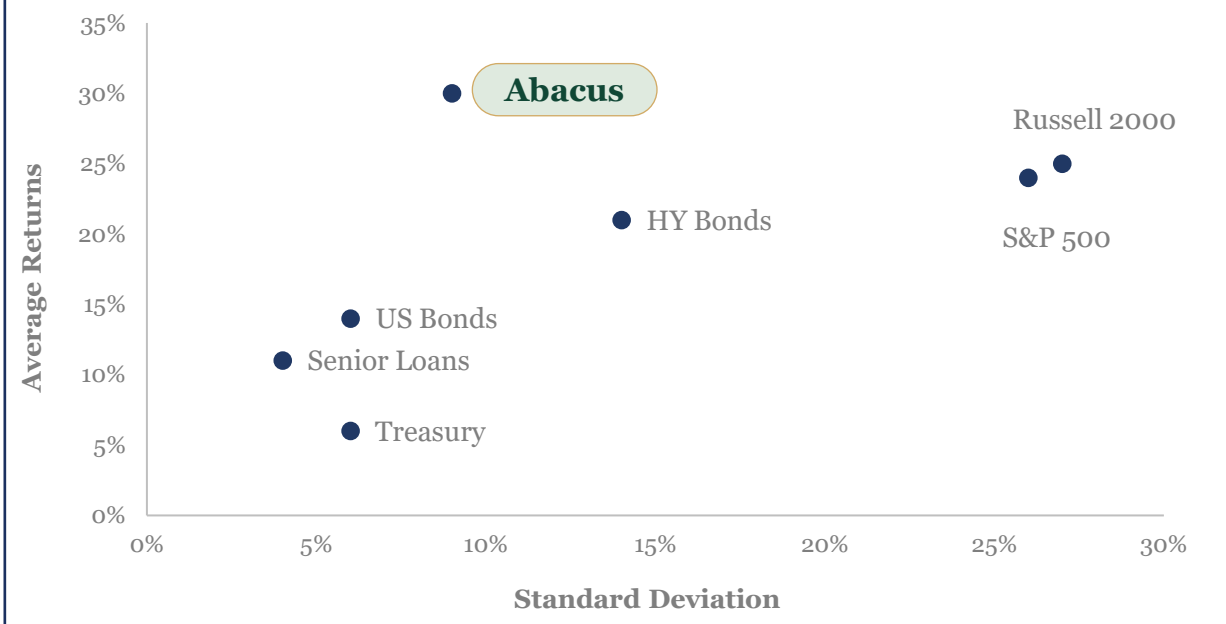 35%
30%
Abacus
Russell 2000
25%
HY Bonds
20%
S&P 500
15%
US Bonds
Senior Loans
10%
Treasury
5%
0%
0% 5% 10% 15% 20% 25% 30%
Average Returns
Standard Deviation